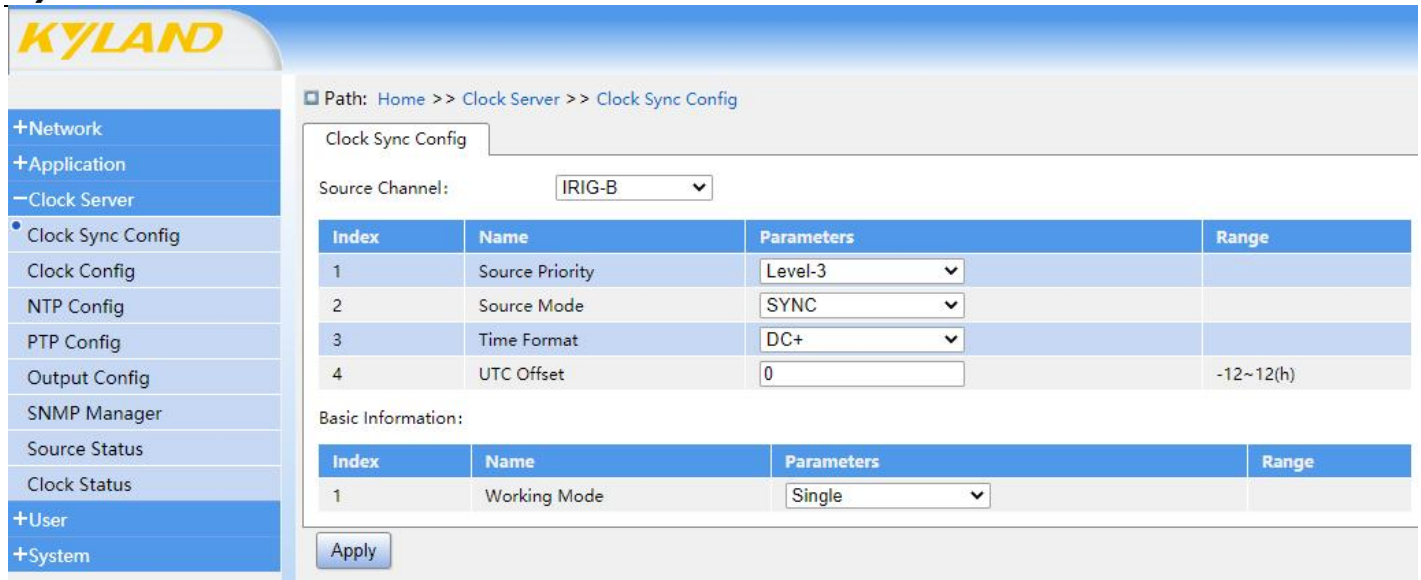 KYLAND
Path: Home >> Clock Server >> Clock Sync Config
+Network
+Application
−Clock Server
Clock Sync Config
Clock Config
NTP Config
PTP Config
Output Config
SNMP Manager
Source Status
Clock Status
+User
+System
Clock Sync Config
Source Channel: IRIG-B
Index Name Parameters Range
1 Source Priority Level-3
2 Source Mode SYNC
3 Time Format DC+
4 UTC Offset 0 -12~12(h)
Basic Information:
Index Name Parameters Range
1 Working Mode Single
Apply